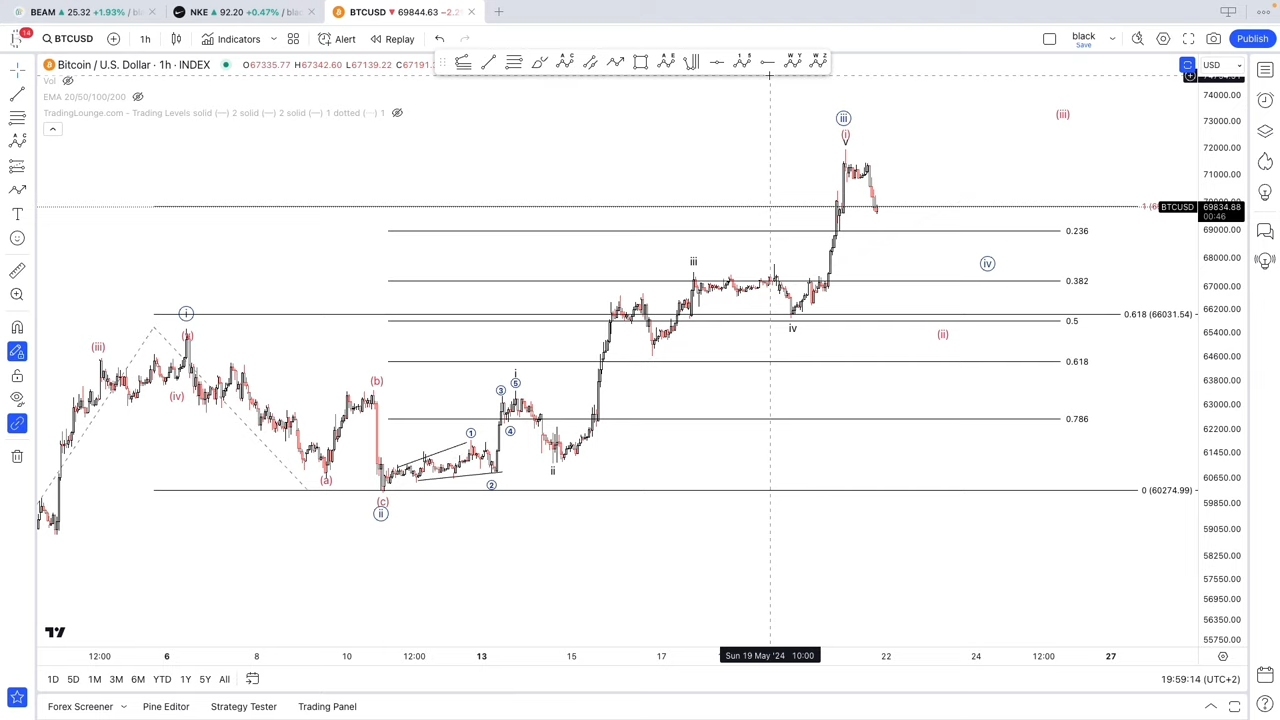 BEAM ▲ 25.32 +1.93% / bl
NKE ▲ 92.20 +0.47% / blac
BTCUSD ▼ 69844.63 −2.2
14
BTCUSD
1h
Indicators
Alert
Replay
black
Save
Publish
Bitcoin / U.S. Dollar · 1h · INDEX
O67335.77 H67342.60 L67139.22 C67191.
USD
Vol
EMA 20/50/100/200
TradingLounge.com - Trading Levels solid (—) 2 solid (—) 2 solid (—) 1 dotted (—) 1
74000.00
73000.00
72000.00
71000.00
69000.00
68000.00
67000.00
66200.00
65400.00
64600.00
63800.00
63000.00
62200.00
61400.00
60650.00
59850.00
59050.00
58250.00
57550.00
56950.00
56350.00
55750.00
BTCUSD
69834.88
00:46
0.236
0.382
0.618 (66031.54)
0.5
0.618
0.786
0 (60274.99)
iii
(i)
(iii)
iv
(ii)
iii
iv
i
(iii)
(iv)
(b)
(a)
(c)
ii
i
3
5
4
1
2
ii
12:00
6
8
10
12:00
13
15
17
Sun 19 May '24 10:00
22
24
12:00
27
1D
5D
1M
3M
6M
YTD
1Y
5Y
All
19:59:14 (UTC+2)
Forex Screener
Pine Editor
Strategy Tester
Trading Panel